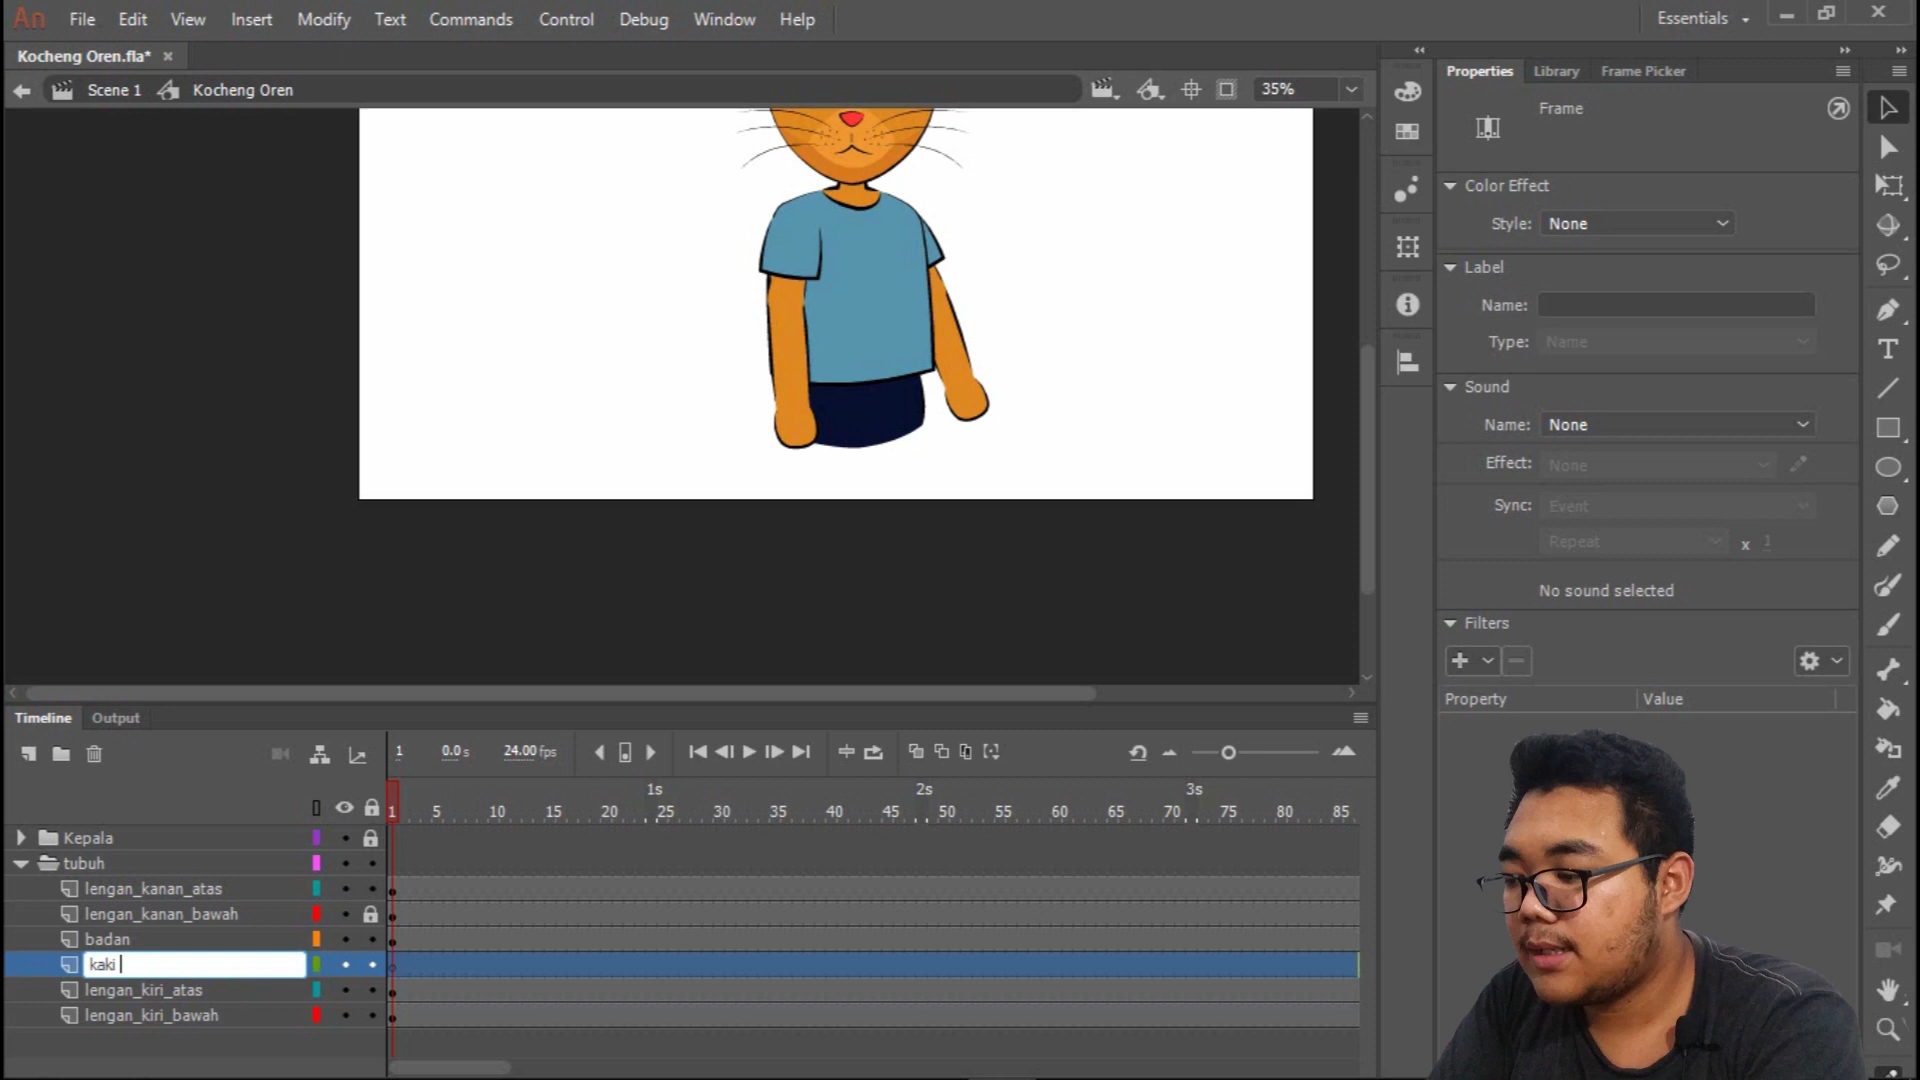 An File Edit View Insert Modify Text Commands Control Debug Window Help Essentials
Kocheng Oren.fla*
Scene 1 Kocheng Oren 35%
Properties Library Frame Picker
Frame
Color Effect
Style: None
Label
Name:
Type: Name
Sound
Name: None
Effect: None
Sync: Event
Repeat x 1
No sound selected
Filters
Property Value
Timeline Output
1 0.0 s 24.00 fps
1s 2s 3s
1 5 10 15 20 25 30 35 40 45 50 55 60 65 70 75 80 85
Kepala
tubuh
lengan_kanan_atas
lengan_kanan_bawah
badan
kaki
lengan_kiri_atas
lengan_kiri_bawah